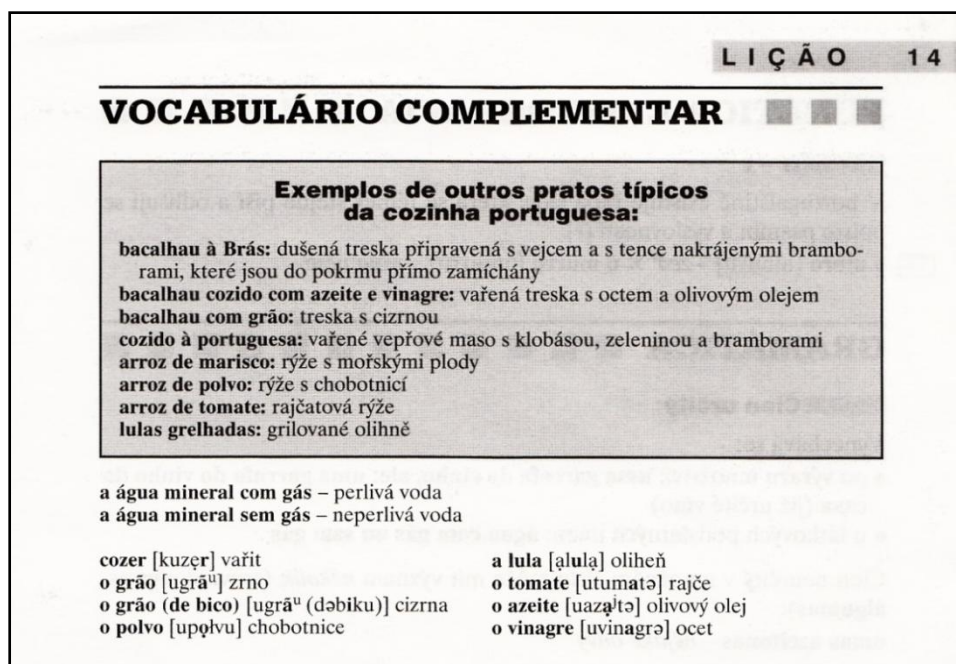 LIÇÃO 14
VOCABULÁRIO COMPLEMENTAR
Exemplos de outros pratos típicos
da cozinha portuguesa:
bacalhau à Brás: dušená treska připravená s vejcem a s tence nakrájenými brambo-
rami, které jsou do pokrmu přímo zamíchány
bacalhau cozido com azeite e vinagre: vařená treska s octem a olivovým olejem
bacalhau com grão: treska s cizrnou
cozido à portuguesa: vařené vepřové maso s klobásou, zeleninou a bramborami
arroz de marisco: rýže s mořskými plody
arroz de polvo: rýže s chobotnicí
arroz de tomate: rajčatová rýže
lulas grelhadas: grilované olihně
a água mineral com gás – perlivá voda
a água mineral sem gás – neperlivá voda
cozer [kuzẹr] vařit
o grão [ugrãᵘ] zrno
o grão (de bico) [ugrãᵘ (dəbiku)] cizrna
o polvo [upọłvu] chobotnice
a lula [ạlulạ] oliheň
o tomate [utumatə] rajče
o azeite [uazạʲtə] olivový olej
o vinagre [uvinagrə] ocet